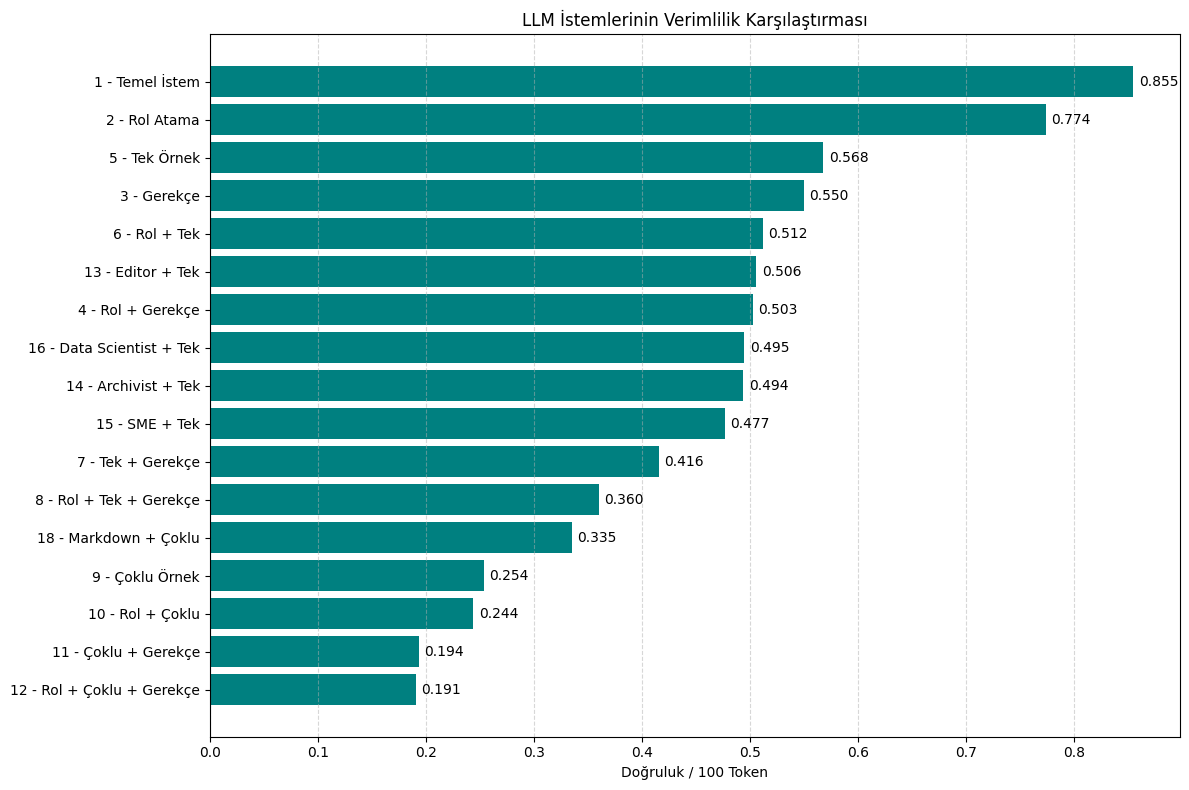 LLM İstemlerinin Verimlilik Karşılaştırması
1 - Temel İstem 0.855
2 - Rol Atama 0.774
5 - Tek Örnek 0.568
3 - Gerekçe 0.550
6 - Rol + Tek 0.512
13 - Editor + Tek 0.506
4 - Rol + Gerekçe 0.503
16 - Data Scientist + Tek 0.495
14 - Archivist + Tek 0.494
15 - SME + Tek 0.477
7 - Tek + Gerekçe 0.416
8 - Rol + Tek + Gerekçe 0.360
18 - Markdown + Çoklu 0.335
9 - Çoklu Örnek 0.254
10 - Rol + Çoklu 0.244
11 - Çoklu + Gerekçe 0.194
12 - Rol + Çoklu + Gerekçe 0.191
0.0 0.1 0.2 0.3 0.4 0.5 0.6 0.7 0.8
Doğruluk / 100 Token